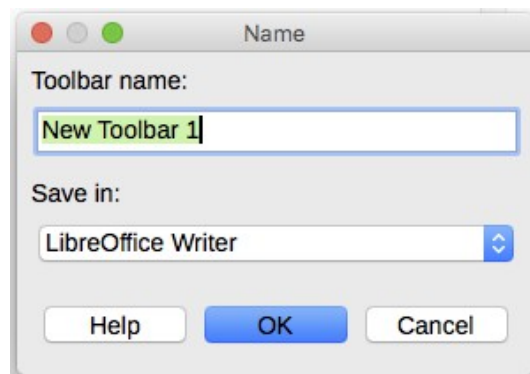 Name
Toolbar name:
New Toolbar 1
Save in:
LibreOffice Writer
Help OK Cancel